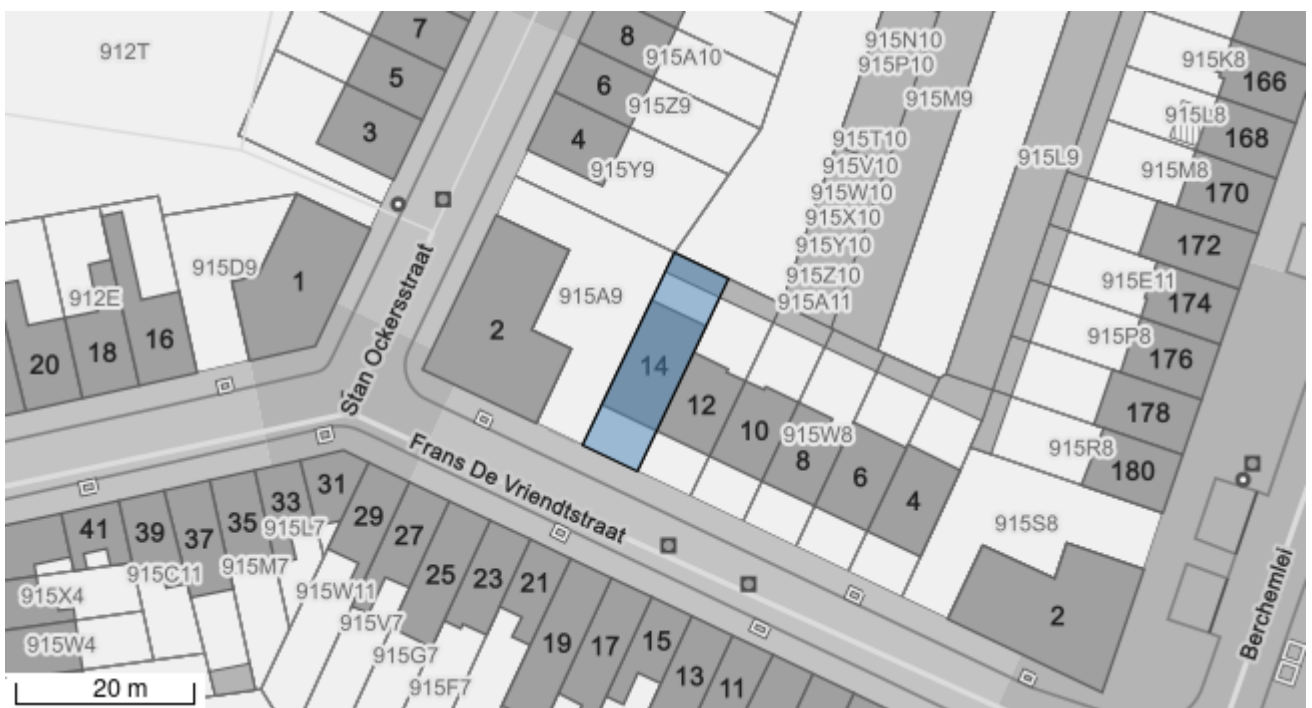 912T
7
5
3
8
6
4
915A10
915Z9
915Y9
915N10
915P10
915M9
915T10
915V10
915W10
915X10
915Y10
915Z10
915A11
915L9
915K8
166
915L8
168
915M8
170
172
915E11
174
915P8
176
178
915R8
180
915D9
1
912E
20
18
16
Stan Ockersstraat
2
915A9
14
12
10
915W8
8
6
4
915S8
2
Frans De Vriendtstraat
Berchemlei
41
39
37
35
33
31
29
27
25
23
21
19
17
15
13
11
915L7
915C11
915M7
915X4
915W4
915W11
915V7
915G7
915F7
20 m